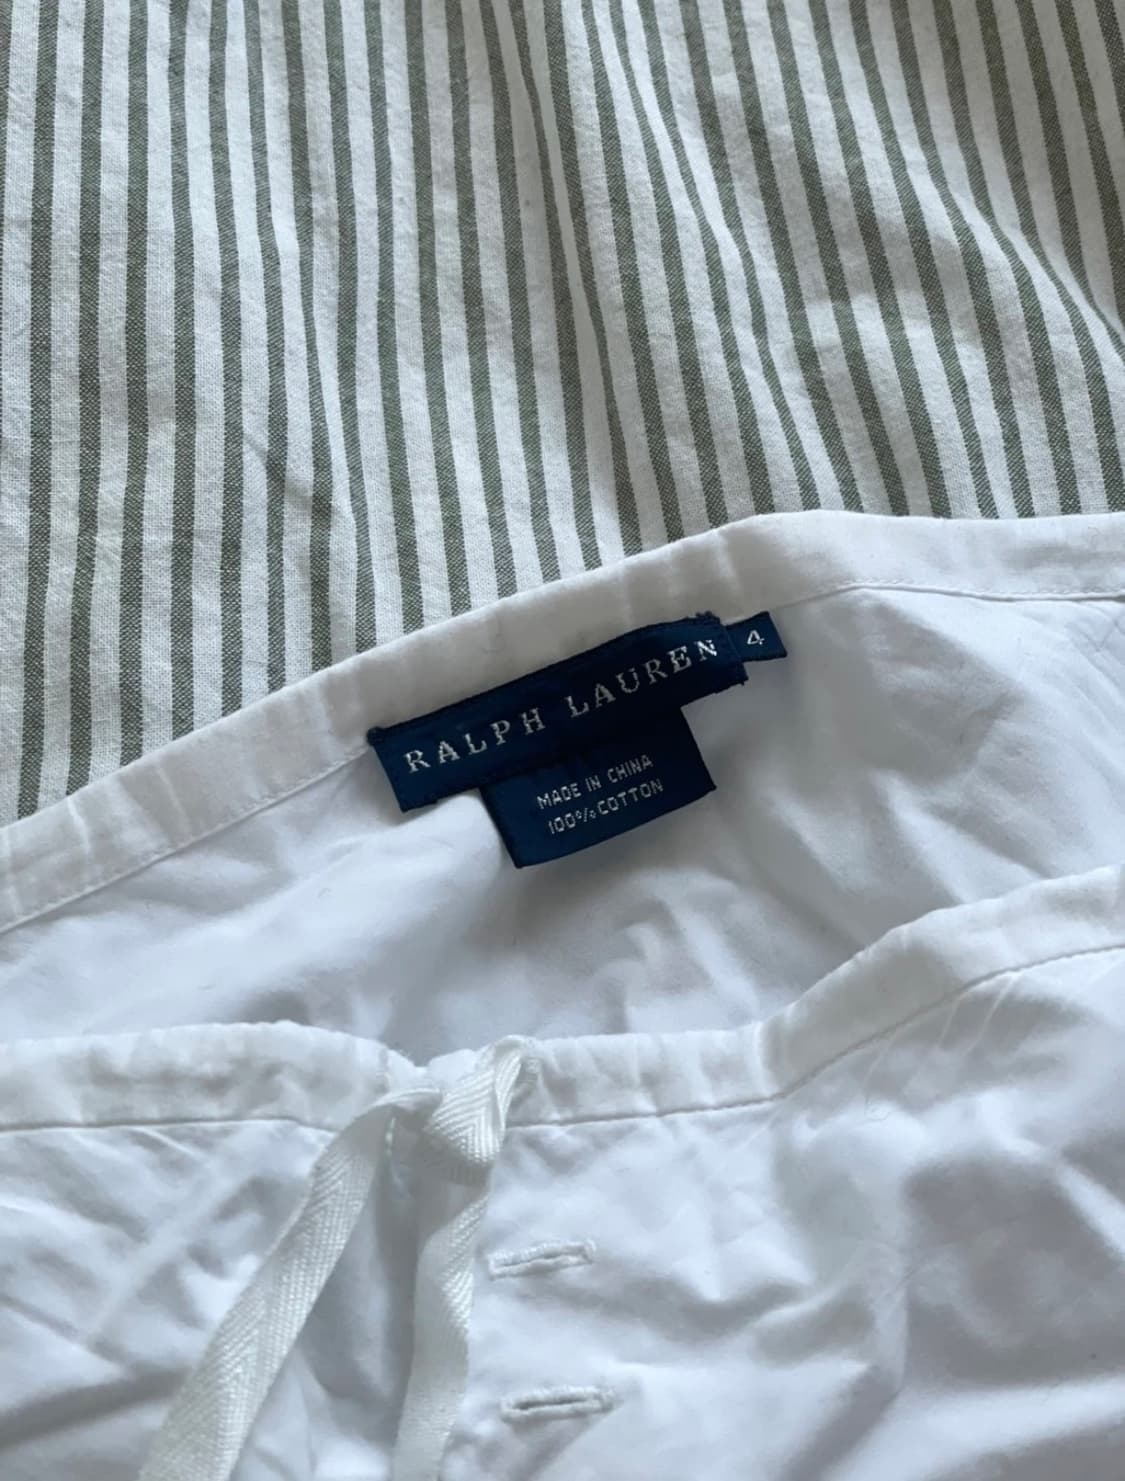 RALPH LAUREN 4
MADE IN CHINA
100% COTTON